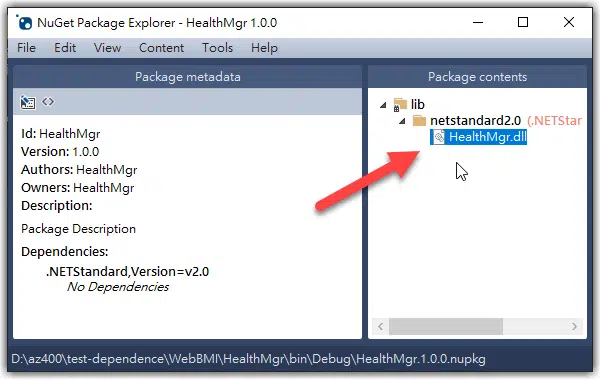 NuGet Package Explorer - HealthMgr 1.0.0
File Edit View Content Tools Help
Package metadata
Id: HealthMgr
Version: 1.0.0
Authors: HealthMgr
Owners: HealthMgr
Description:
Package Description
Dependencies:
.NETStandard,Version=v2.0
No Dependencies
Package contents
lib
netstandard2.0 (.NETStar
HealthMgr.dll
D:\az400\test-dependence\WebBMI\HealthMgr\bin\Debug\HealthMgr.1.0.0.nupkg